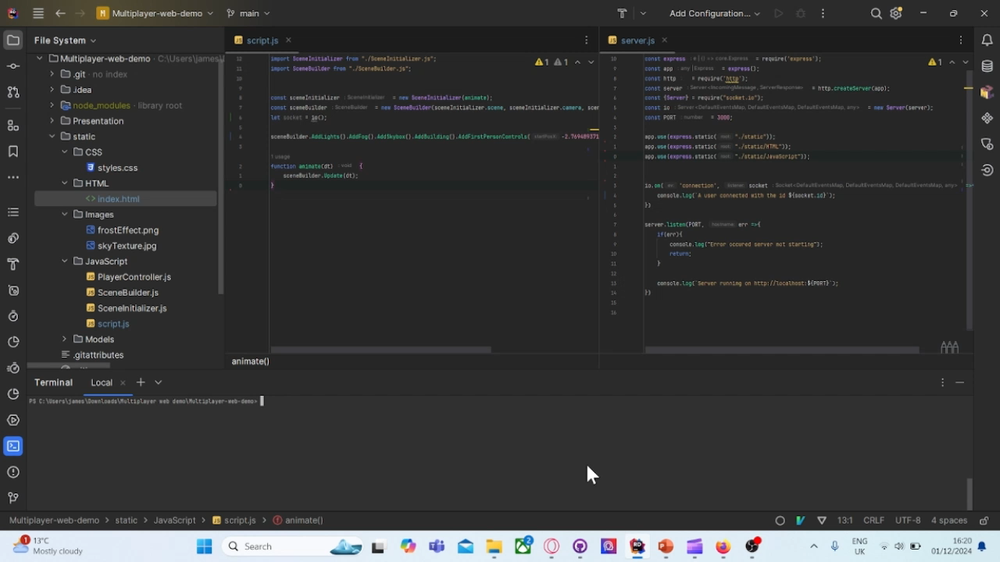 Multiplayer-web-demo
main
Add Configuration...
File System
script.js
server.js
Multiplayer-web-demo C:\Users\james\
.git no index
.idea
node_modules library root
Presentation
static
CSS
styles.css
HTML
index.html
Images
frostEffect.png
skyTexture.jpg
JavaScript
PlayerController.js
SceneBuilder.js
SceneInitializer.js
script.js
Models
.gitattributes
import SceneInitializer from "./SceneInitializer.js";
import SceneBuilder from "./SceneBuilder.js";
const sceneInitializer : SceneInitializer = new SceneInitializer(animate);
const sceneBuilder : SceneBuilder = new SceneBuilder(sceneInitializer.scene, sceneInitializer.camera, scen
let socket = io();
sceneBuilder.AddLights().AddFog().AddSkybox().AddBuilding().AddFirstPersonControls( startPosX: -2.769489371
1 usage
function animate(dt) : void {
sceneBuilder.Update(dt);
}
animate()
const express = require('express');
const app : any | Express = express();
const http = require('http');
const server : Server<IncomingMessage, ServerResponse> = http.createServer(app);
const {Server} = require("socket.io");
const io : Server<DefaultEventsMap, DefaultEventsMap, DefaultEventsMap, any> = new Server(server);
const PORT : number = 3000;
app.use(express.static( root: "./static"));
app.use(express.static( root: "./static/HTML"));
app.use(express.static( root: "./static/JavaScript"));
io.on( ev: 'connection', listener: socket : Socket<DefaultEventsMap, DefaultEventsMap, DefaultEventsMap, any> =>
console.log(`A user connected with the id ${socket.id}`);
})
server.listen(PORT, hostname: err =>{
if(err){
console.log("Error occured server not starting");
return;
}
console.log(`Server running on http://localhost:${PORT}`);
})
Terminal Local
PS C:\Users\james\Downloads\Multiplayer web demo\Multiplayer-web-demo>
Multiplayer-web-demo > static > JavaScript > script.js > animate()
13:1 CRLF UTF-8 4 spaces
1
13°C
Mostly cloudy
Search
2
ENG
UK
16:20
01/12/2024